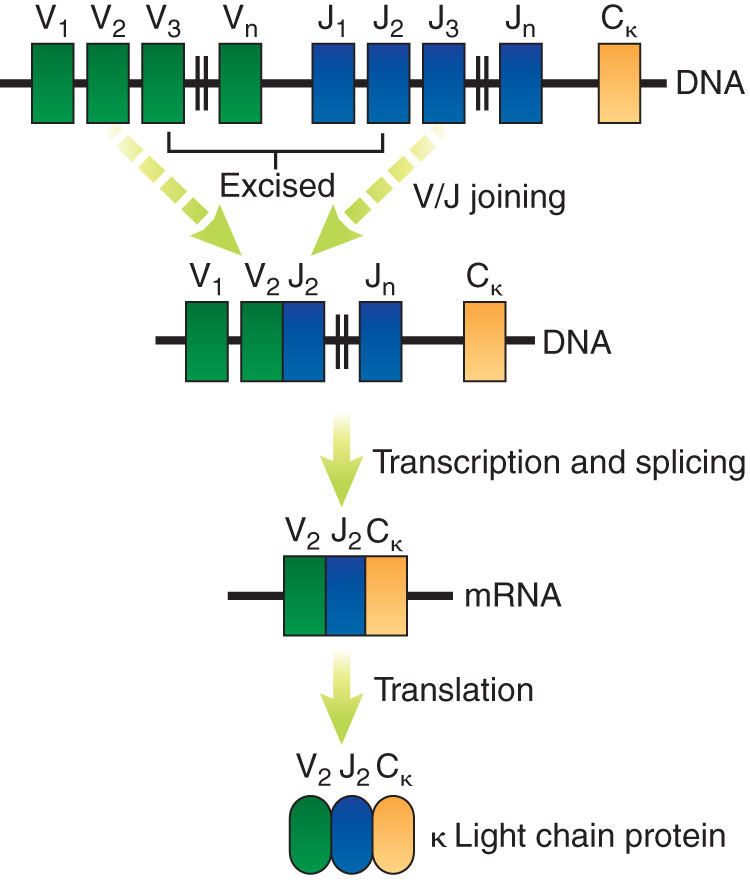 V₁ V₂ V₃ Vₙ J₁ J₂ J₃ Jₙ Cκ
DNA
Excised
V/J joining
V₁ V₂ J₂ Jₙ Cκ
DNA
Transcription and splicing
V₂ J₂ Cκ
mRNA
Translation
V₂ J₂ Cκ
κ Light chain protein